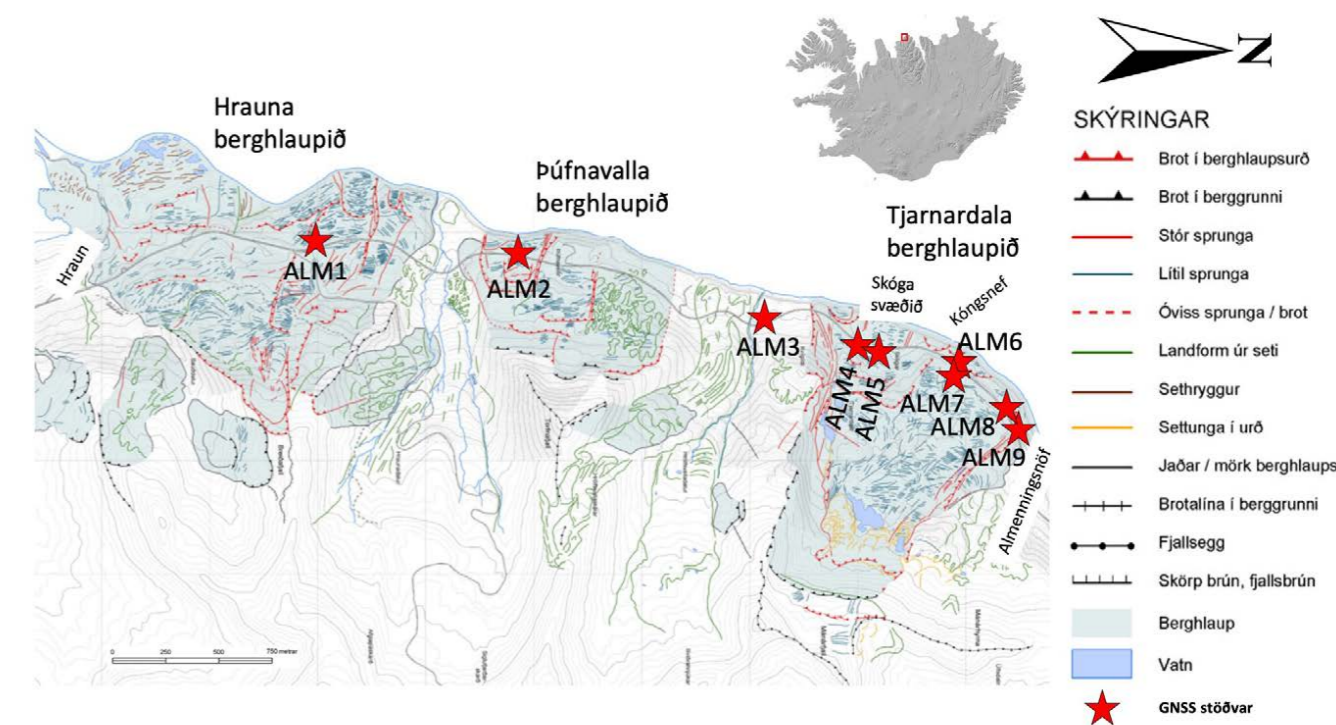 Hrauna
berghlaupið
Þúfnavalla
berghlaupið
Tjarnardala
berghlaupið
Skóga
svæðið
Kóngsnef
Hraun
ALM1
ALM2
ALM3
ALM4
ALM5
ALM6
ALM7
ALM8
ALM9
Almenningsnöf
0
250
500
750 metrar
N
SKÝRINGAR
Brot í berghlaupsurð
Brot í berggrunni
Stór sprunga
Lítil sprunga
Óviss sprunga / brot
Landform úr seti
Sethryggur
Settunga í urð
Jaðar / mörk berghlaups
Brotalína í berggrunni
Fjallsegg
Skörp brún, fjallsbrún
Berghlaup
Vatn
GNSS stöðvar